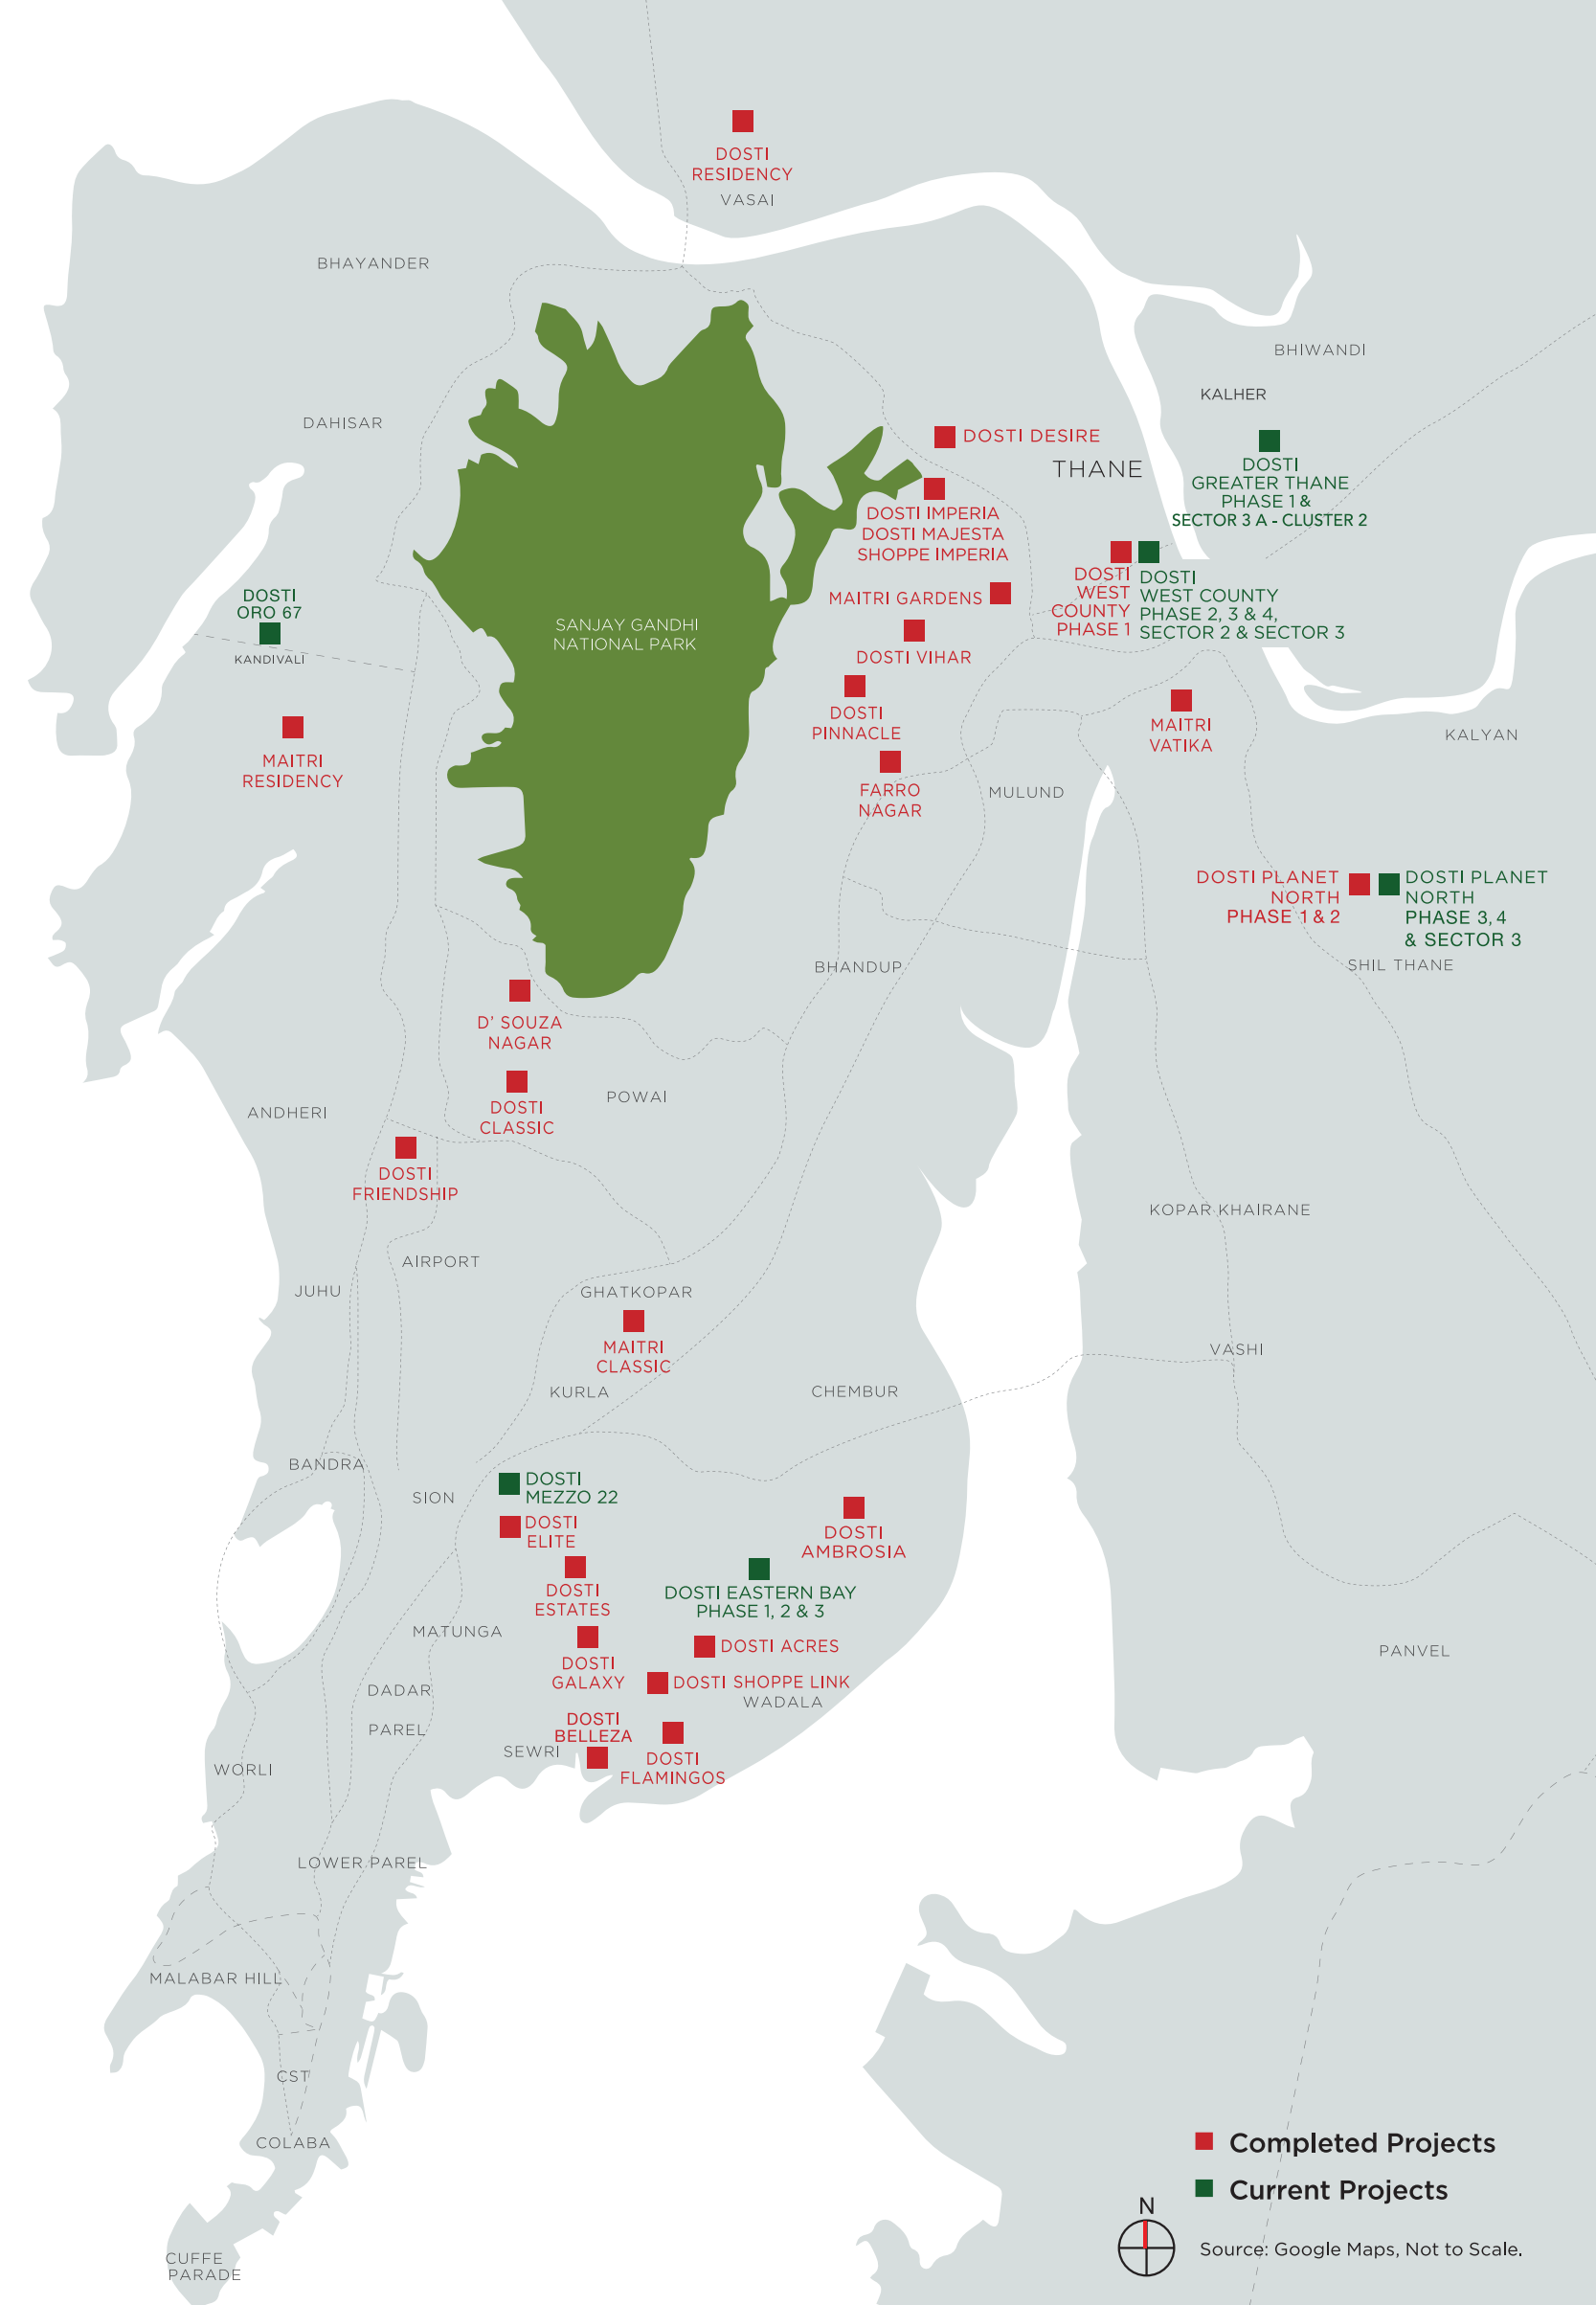 DOSTI
RESIDENCY
VASAI
BHAYANDER
BHIWANDI
KALHER
DAHISAR
DOSTI DESIRE
THANE
DOSTI
GREATER THANE
PHASE 1 &
SECTOR 3 A - CLUSTER 2
DOSTI IMPERIA
DOSTI MAJESTA
SHOPPE IMPERIA
DOSTI
WEST
COUNTY
PHASE 1
DOSTI
WEST COUNTY
PHASE 2, 3 & 4,
SECTOR 2 & SECTOR 3
MAITRI GARDENS
DOSTI
ORO 67
KANDIVALI
SANJAY GANDHI
NATIONAL PARK
DOSTI VIHAR
DOSTI
PINNACLE
MAITRI
VATIKA
KALYAN
MAITRI
RESIDENCY
FARRO
NAGAR
MULUND
DOSTI PLANET
NORTH
PHASE 1 & 2
DOSTI PLANET
NORTH
PHASE 3, 4
& SECTOR 3
SHIL THANE
BHANDUP
D' SOUZA
NAGAR
POWAI
DOSTI
CLASSIC
ANDHERI
DOSTI
FRIENDSHIP
KOPAR KHAIRANE
AIRPORT
JUHU
GHATKOPAR
MAITRI
CLASSIC
VASHI
KURLA
CHEMBUR
BANDRA
SION
DOSTI
MEZZO 22
DOSTI
ELITE
DOSTI
AMBROSIA
DOSTI
ESTATES
DOSTI EASTERN BAY
PHASE 1, 2 & 3
MATUNGA
DOSTI ACRES
PANVEL
DOSTI
GALAXY
DOSTI SHOPPE LINK
WADALA
DADAR
PAREL
DOSTI
BELLEZA
SEWRI
DOSTI
FLAMINGOS
WORLI
LOWER PAREL
MALABAR HILL
CST
COLABA
CUFFE
PARADE
Completed Projects
Current Projects
N
Source: Google Maps, Not to Scale.